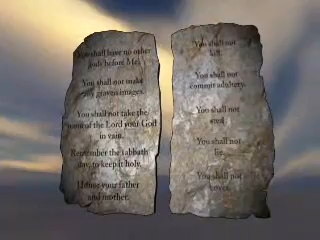 You shall have no other
gods before Me.
You shall not make
any graven images.
You shall not take the
name of the Lord your God
in vain.
Remember the sabbath
day, to keep it holy.
Honor your father
and mother.
You shall not
kill.
You shall not
commit adultery.
You shall not
steal.
You shall not
lie.
You shall not
covet.